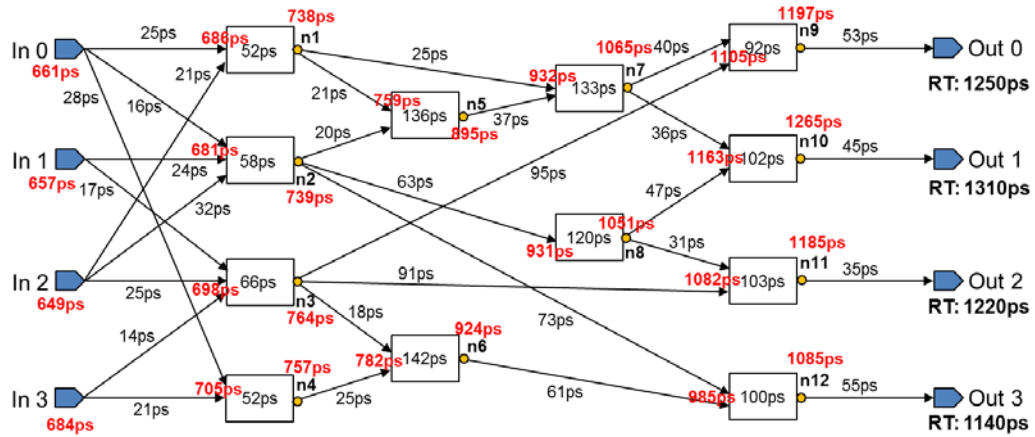 738ps
1197ps
25ps
686ps
52ps
n1
In 0
661ps
21ps
28ps
16ps
25ps
1065ps
40ps
92ps
n9
1105ps
53ps
Out 0
RT: 1250ps
932ps
n7
133ps
21ps
759ps
136ps
n5
895ps
37ps
20ps
36ps
1265ps
n10
1163ps
102ps
45ps
Out 1
RT: 1310ps
In 1
657ps
681ps
58ps
24ps
n2
739ps
17ps
32ps
63ps
95ps
47ps
1051ps
120ps
931ps
n8
31ps
1185ps
n11
1082ps
103ps
35ps
Out 2
RT: 1220ps
In 2
649ps
25ps
698ps
66ps
n3
764ps
91ps
18ps
14ps
73ps
924ps
n6
782ps
142ps
757ps
n4
705ps
52ps
25ps
61ps
1085ps
n12
985ps
100ps
55ps
Out 3
RT: 1140ps
In 3
684ps
21ps